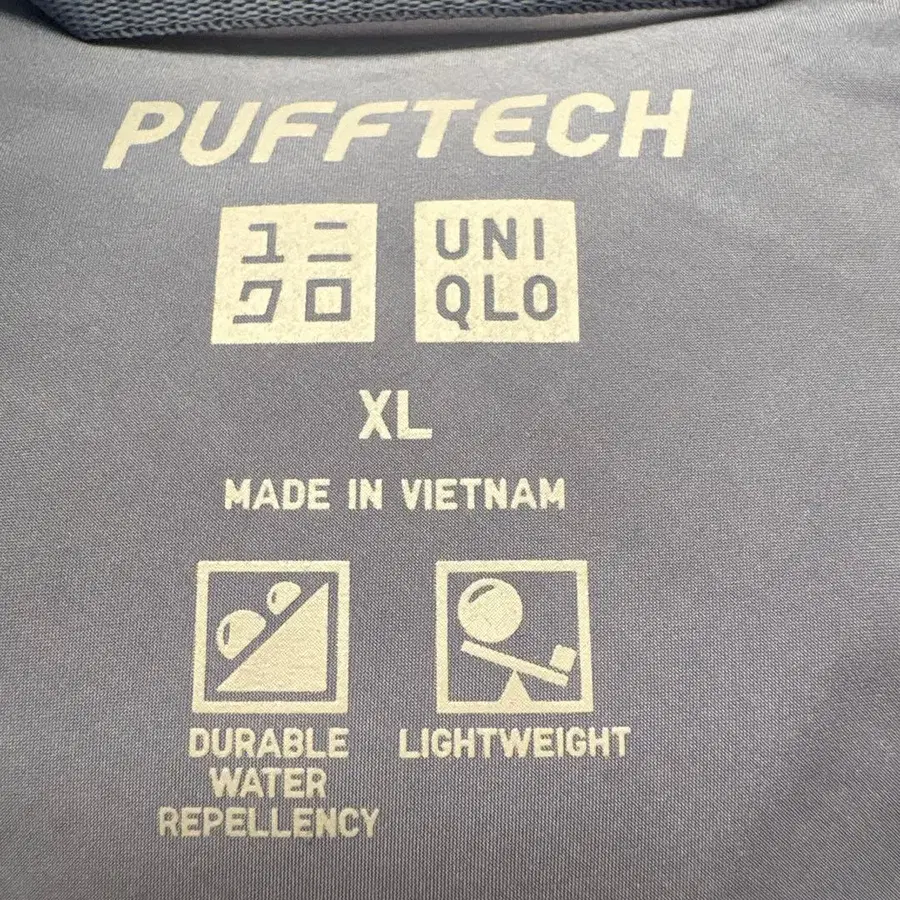 PUFFTECH
ユニ UNI
クロ QLO
XL
MADE IN VIETNAM
DURABLE
WATER
REPELLENCY
LIGHTWEIGHT